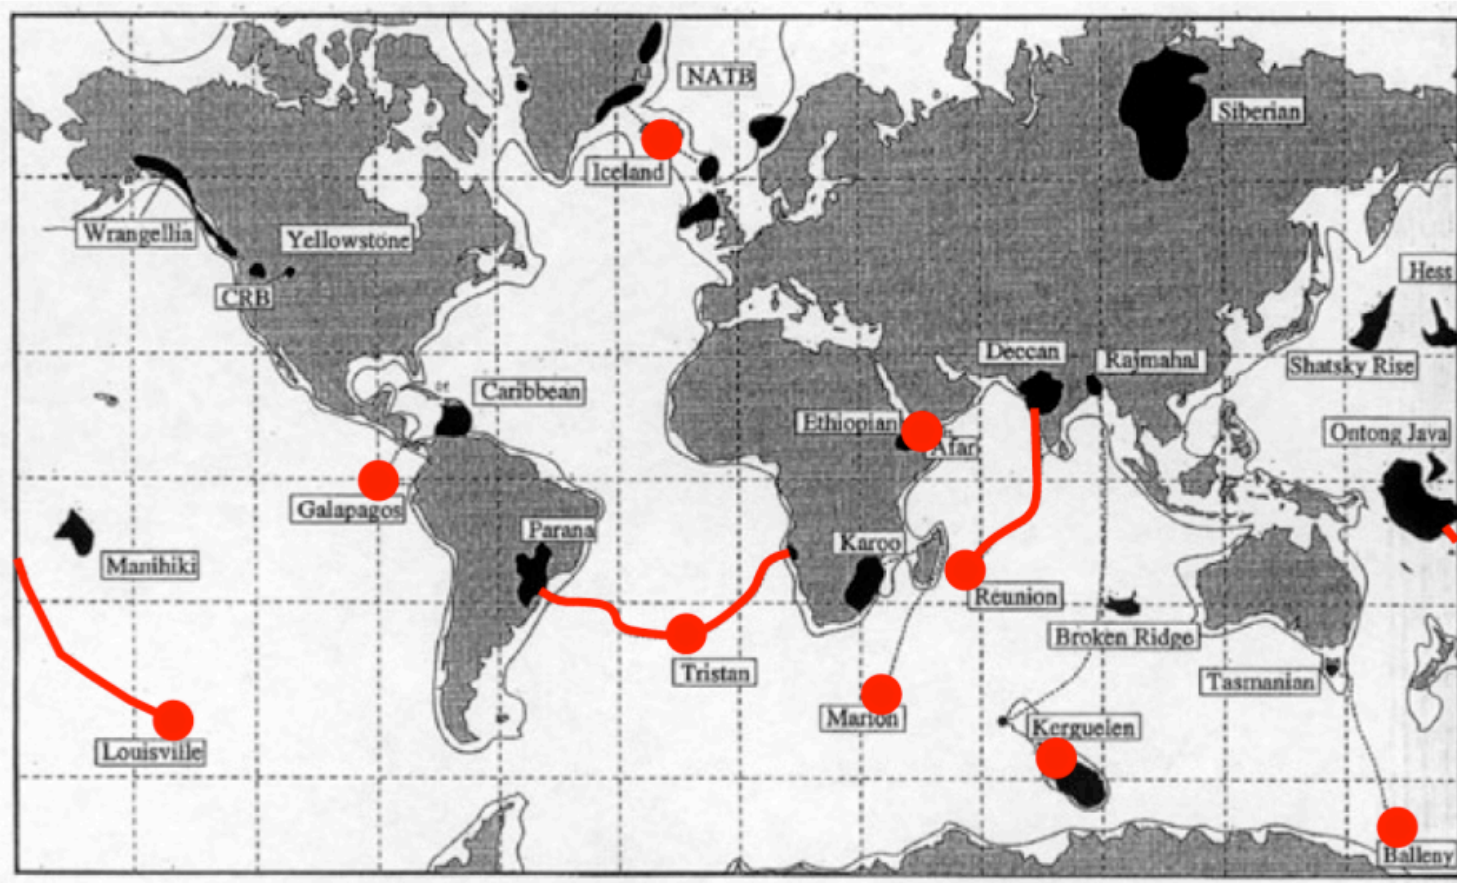 NATB
Siberian
Iceland
Wrangellia
Yellowstone
Hess
CRB
Deccan
Rajmahal
Shatsky Rise
Caribbean
Ethiopian
Afar
Ontong Java
Galapagos
Parana
Karoo
Manihiki
Reunion
Broken Ridge
Tristan
Tasmanian
Marion
Kerguelen
Louisville
Balleny